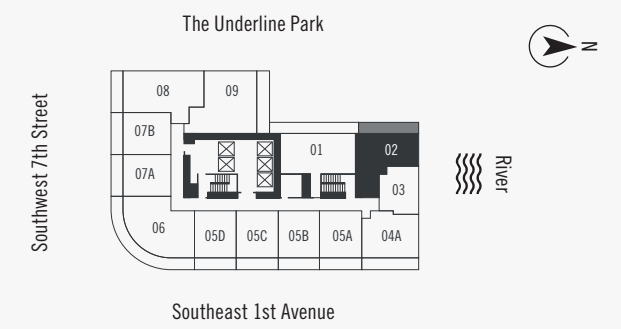 The Underline Park
N
Southwest 7th Street
08
09
07B
01
02
07A
03
06
05D
05C
05B
05A
04A
River
Southeast 1st Avenue